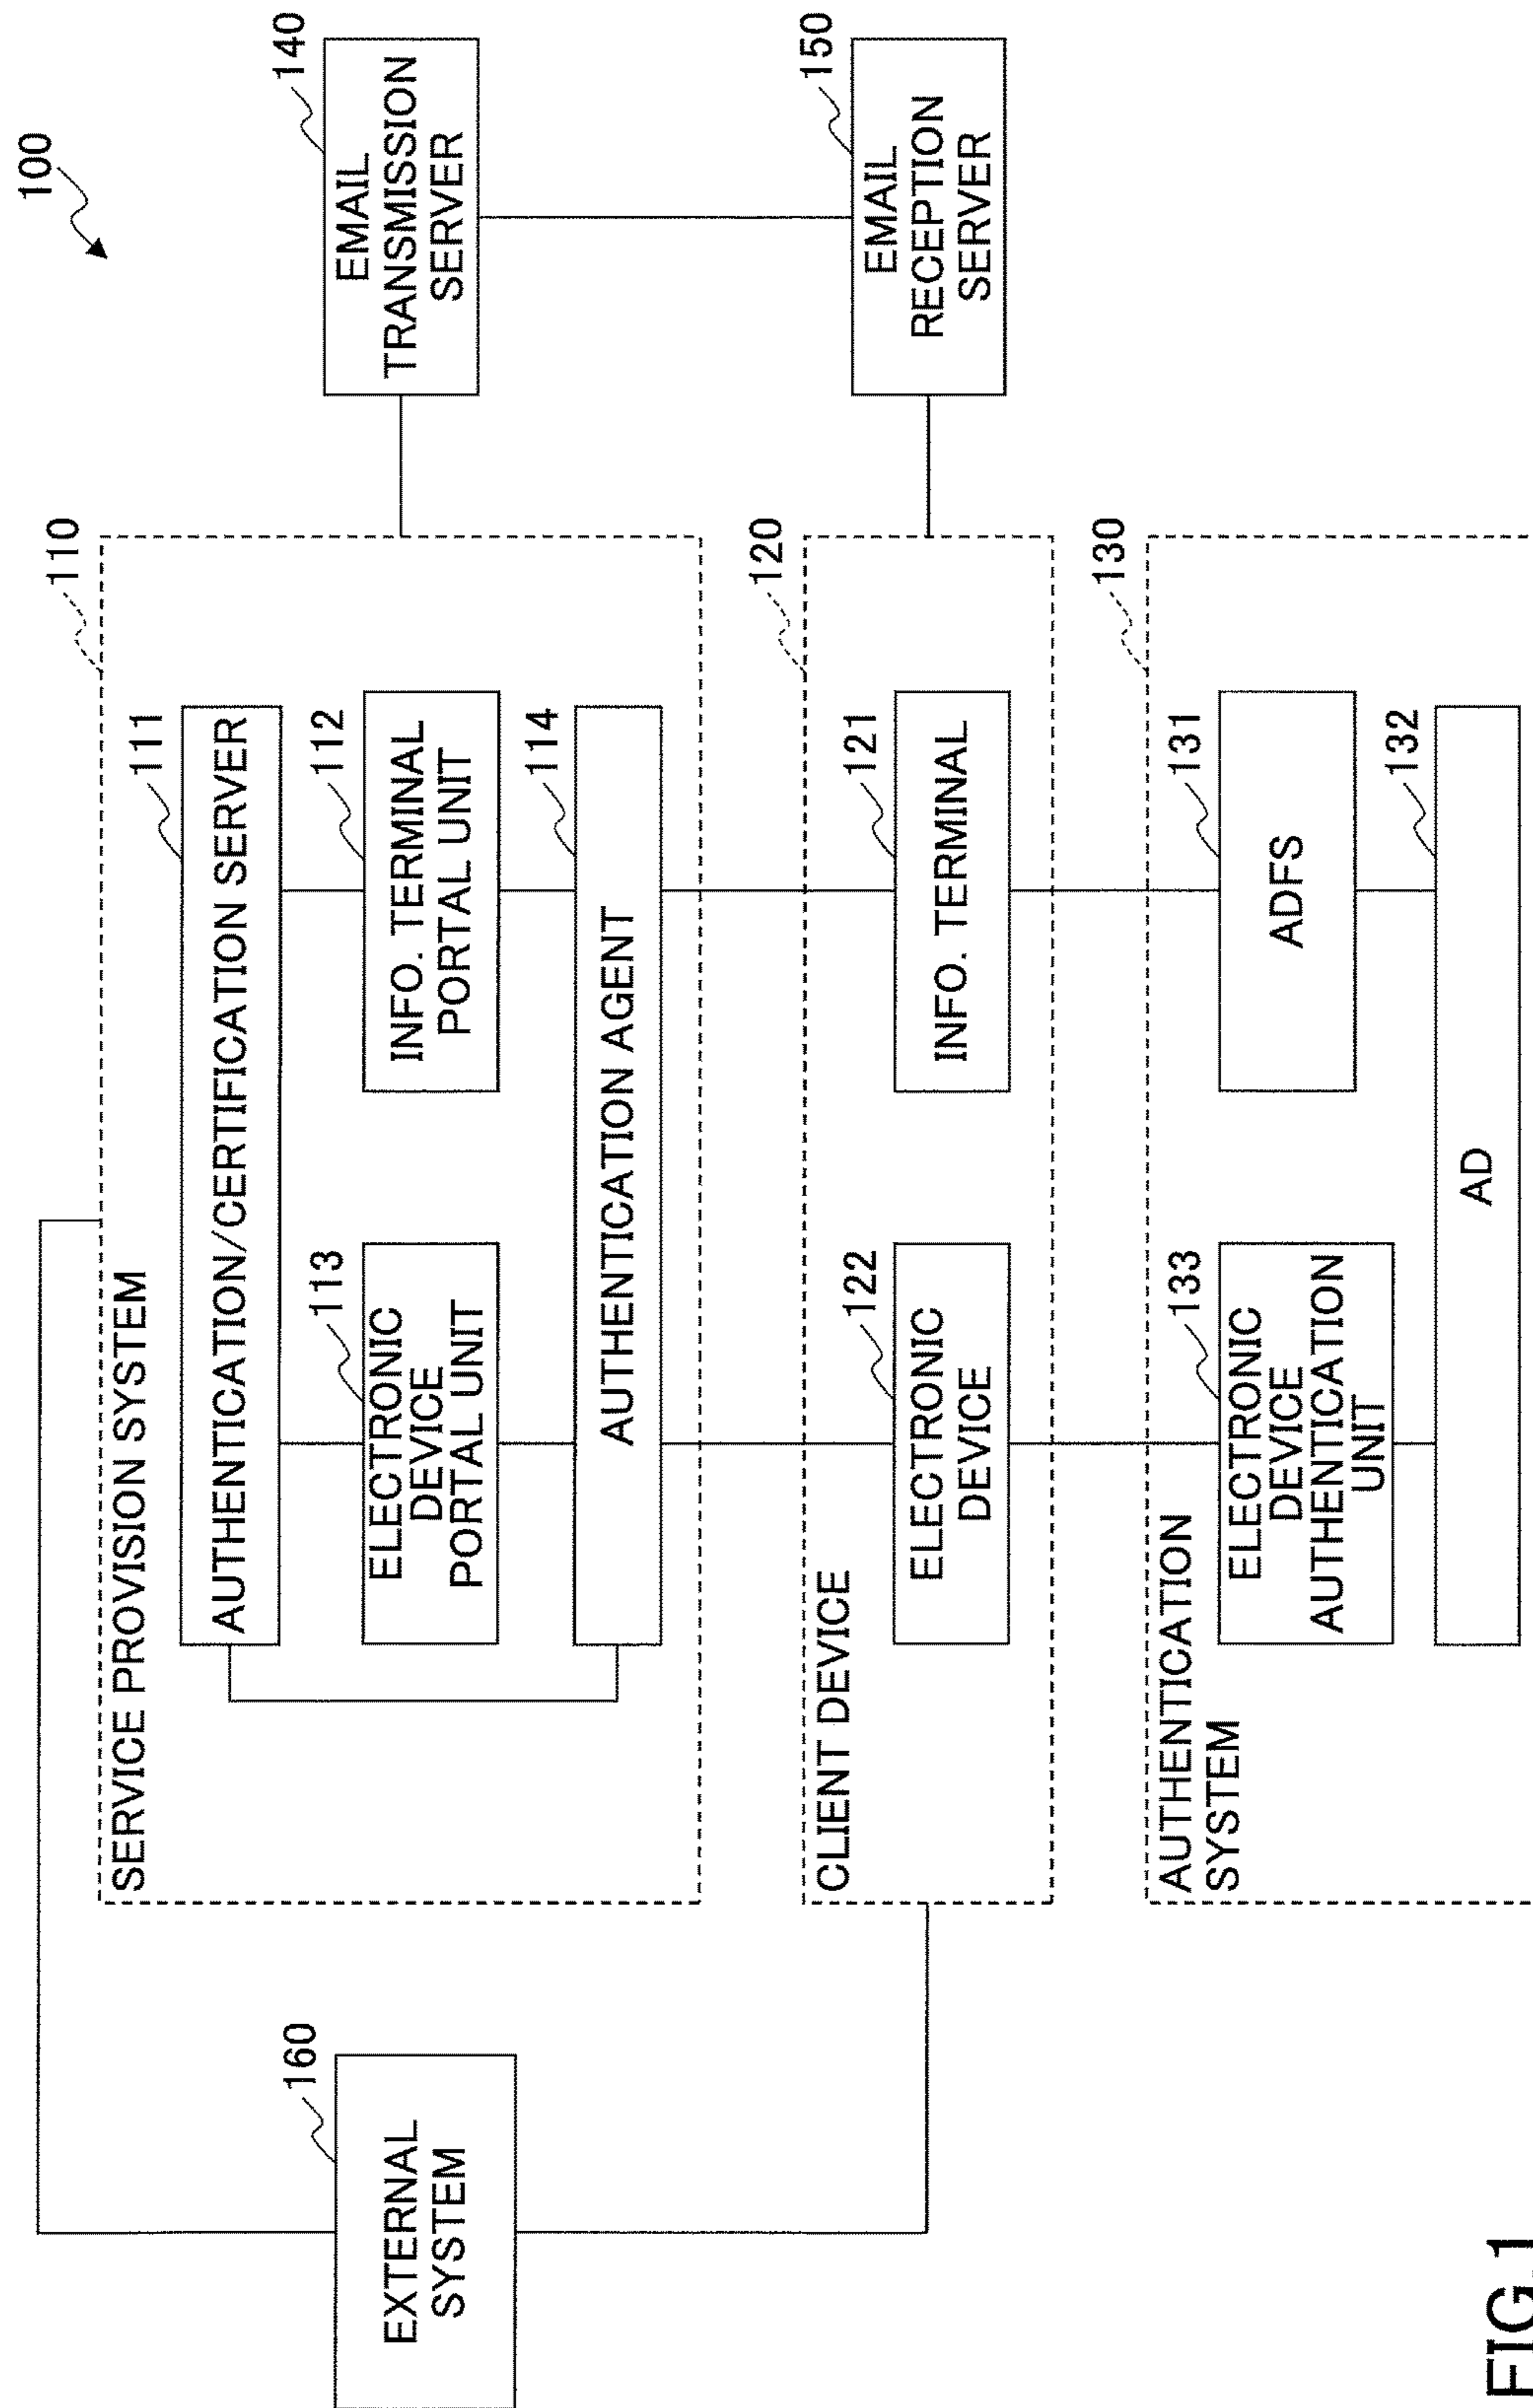 FIG.1
100
EXTERNAL
SYSTEM
160
SERVICE PROVISION SYSTEM
110
AUTHENTICATION/CERTIFICATION SERVER
111
ELECTRONIC
DEVICE
PORTAL UNIT
113
INFO. TERMINAL
PORTAL UNIT
112
AUTHENTICATION AGENT
114
EMAIL
TRANSMISSION
SERVER
140
CLIENT DEVICE
120
ELECTRONIC
DEVICE
122
INFO. TERMINAL
121
EMAIL
RECEPTION
SERVER
150
AUTHENTICATION
SYSTEM
130
ELECTRONIC
DEVICE
AUTHENTICATION
UNIT
133
ADFS
131
AD
132